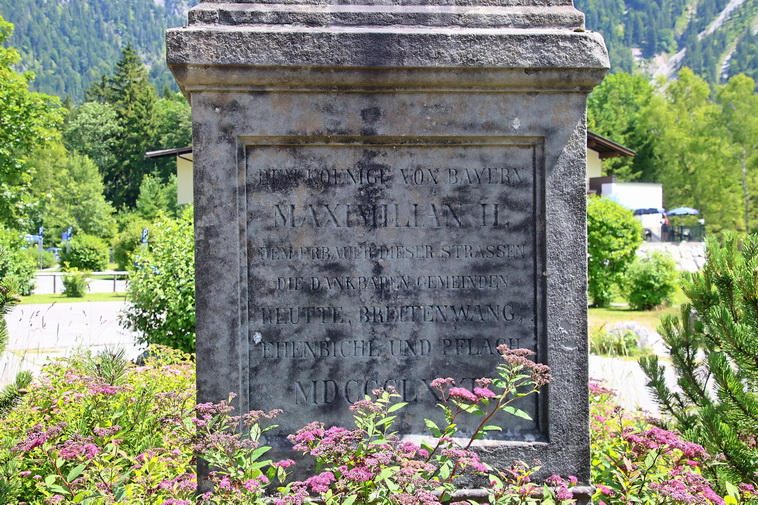 DEM KOENIGE VON BAYERN
MAXIMILIAN II.
DEM ERBAUER DIESER STRASSEN
DIE DANKBAREN GEMEINDEN
REUTTE, BREITENWANG,
EHENBICHL UND PFLACH